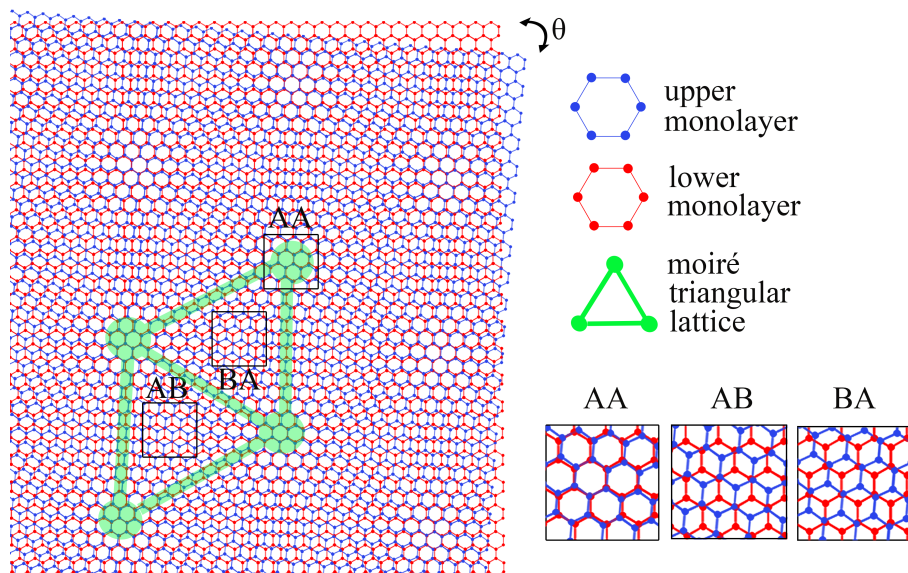 θ
upper
monolayer
lower
monolayer
moiré
triangular
lattice
AA
BA
AB
AA AB BA